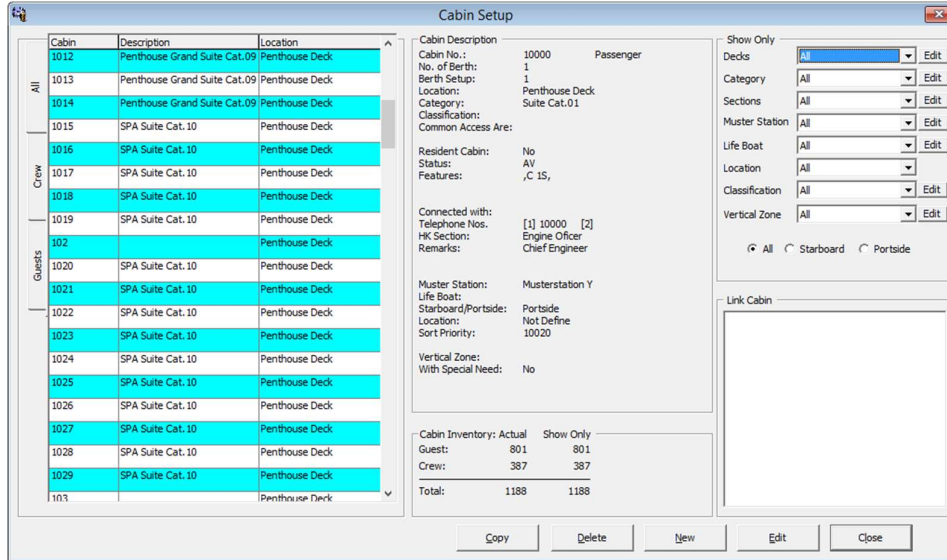 Cabin Setup
All
Crew
Guests
Cabin Description Location
1012 Penthouse Grand Suite Cat.09 Penthouse Deck
1013 Penthouse Grand Suite Cat.09 Penthouse Deck
1014 Penthouse Grand Suite Cat.09 Penthouse Deck
1015 SPA Suite Cat.10 Penthouse Deck
1016 SPA Suite Cat.10 Penthouse Deck
1017 SPA Suite Cat.10 Penthouse Deck
1018 SPA Suite Cat.10 Penthouse Deck
1019 SPA Suite Cat.10 Penthouse Deck
102 Penthouse Deck
1020 SPA Suite Cat.10 Penthouse Deck
1021 SPA Suite Cat.10 Penthouse Deck
1022 SPA Suite Cat.10 Penthouse Deck
1023 SPA Suite Cat.10 Penthouse Deck
1024 SPA Suite Cat.10 Penthouse Deck
1025 SPA Suite Cat.10 Penthouse Deck
1026 SPA Suite Cat.10 Penthouse Deck
1027 SPA Suite Cat.10 Penthouse Deck
1028 SPA Suite Cat.10 Penthouse Deck
1029 SPA Suite Cat.10 Penthouse Deck
103 Penthouse Deck
Cabin Description
Cabin No.: 10000 Passenger
No. of Berth: 1
Berth Setup: 1
Location: Penthouse Deck
Category: Suite Cat.01
Classification:
Common Access Are:
Resident Cabin: No
Status: AV
Features: ,C 1S,
Connected with:
Telephone Nos. [1] 10000 [2]
HK Section: Engine Oficer
Remarks: Chief Engineer
Muster Station: Musterstation Y
Life Boat:
Starboard/Portside: Portside
Location: Not Define
Sort Priority: 10020
Vertical Zone:
With Special Need: No
Cabin Inventory: Actual Show Only
Guest: 801 801
Crew: 387 387
Total: 1188 1188
Show Only
Decks All Edit
Category All Edit
Sections All Edit
Muster Station All Edit
Life Boat All Edit
Location All
Classification All Edit
Vertical Zone All Edit
All Starboard Portside
Link Cabin
Copy Delete New Edit Close